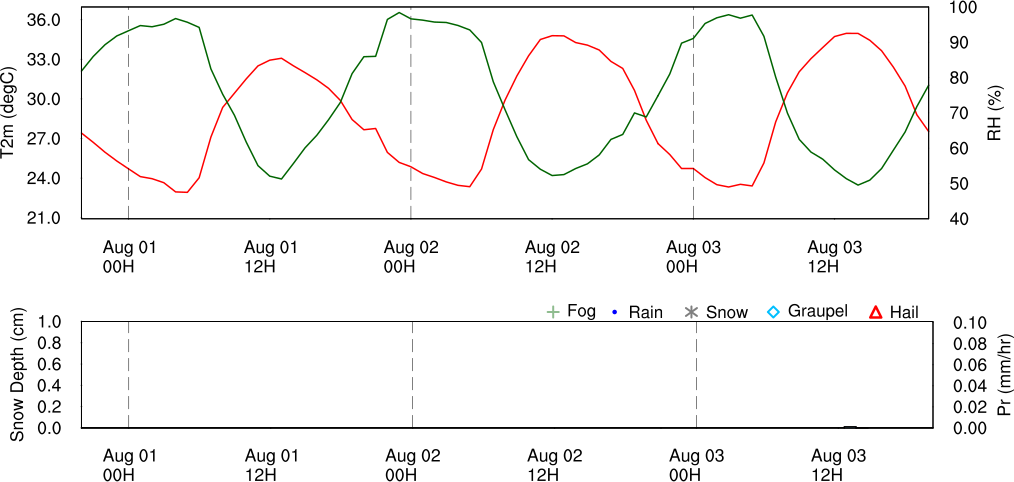 36.0
33.0
30.0
27.0
24.0
21.0
T2m (degC)
100
90
80
70
60
50
40
RH (%)
Aug 01 Aug 01 Aug 02 Aug 02 Aug 03 Aug 03
00H 12H 00H 12H 00H 12H
Fog Rain Snow Graupel Hail
1.0
0.8
0.6
0.4
0.2
0.0
Snow Depth (cm)
0.10
0.08
0.06
0.04
0.02
0.00
Pr (mm/hr)
Aug 01 Aug 01 Aug 02 Aug 02 Aug 03 Aug 03
00H 12H 00H 12H 00H 12H